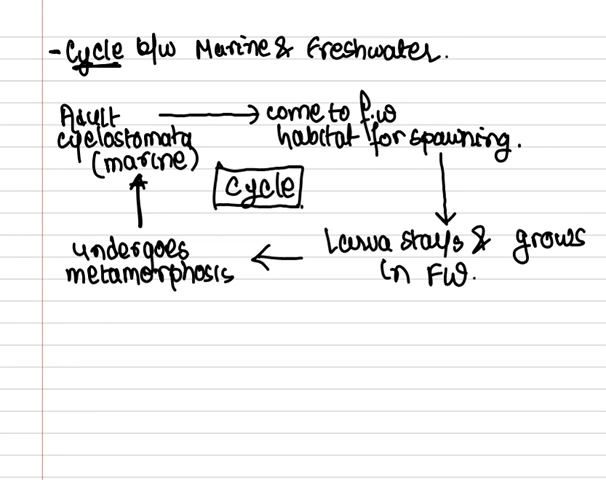 - Cycle b/w Marine & Freshwater.
Adult
cyclostomata
(marine)
come to f.w
habitat for spawning.
Cycle
Larva stays & grows
in FW.
undergoes
metamorphosis